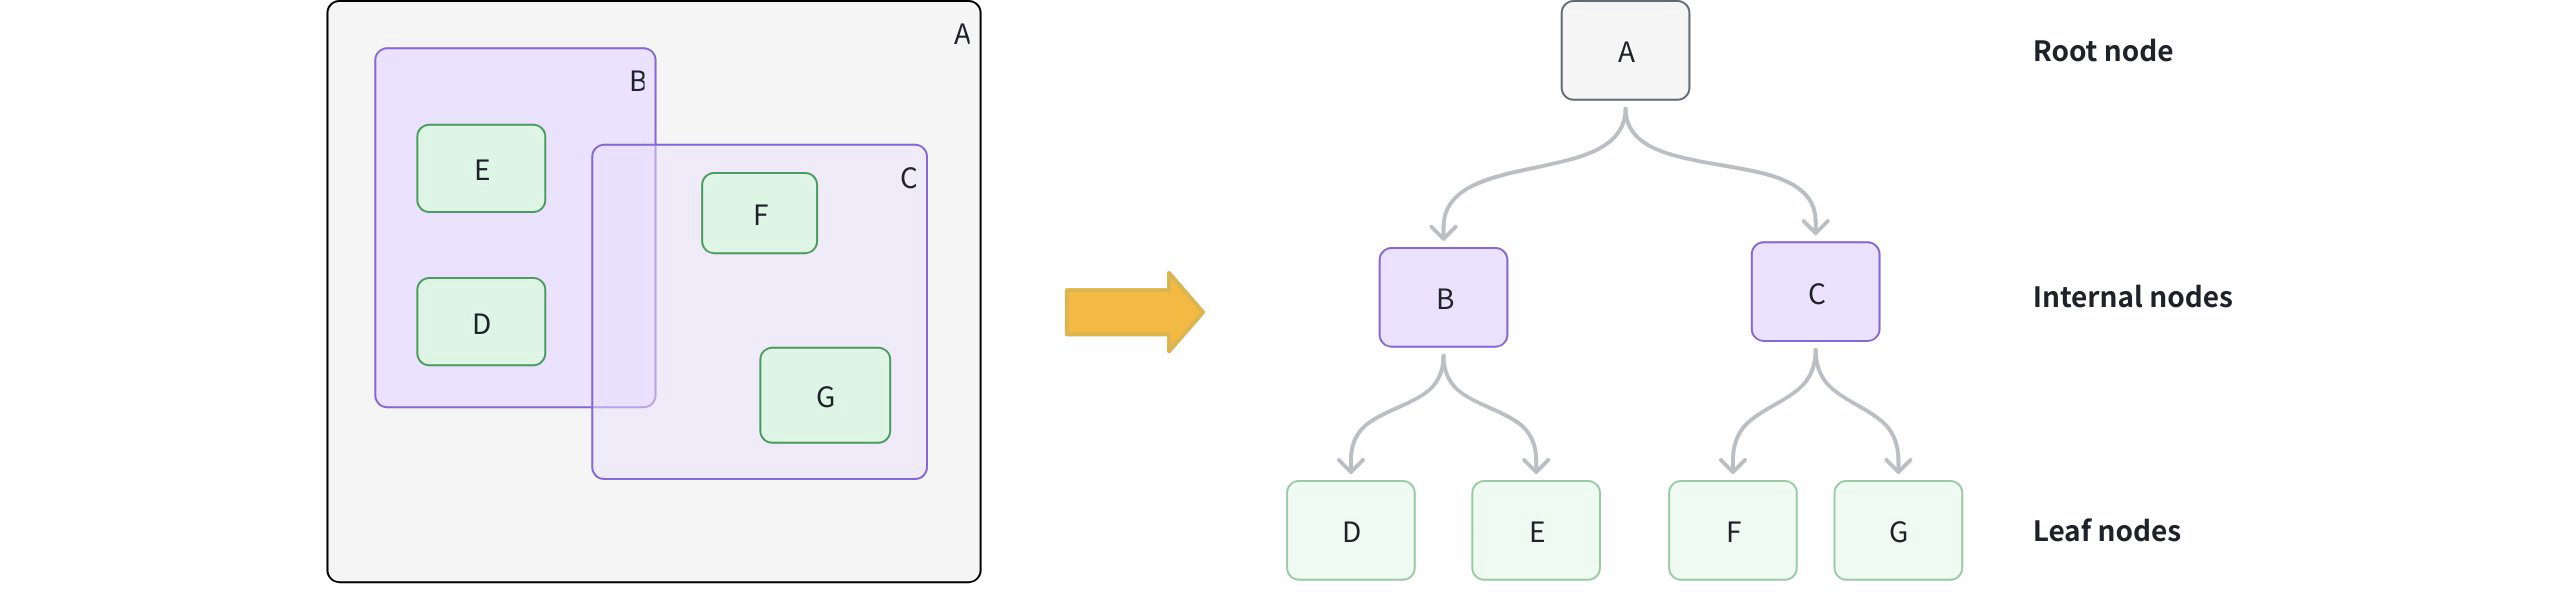 A
B
E
C
F
D
G
A
Root node
B
C
Internal nodes
D
E
F
G
Leaf nodes